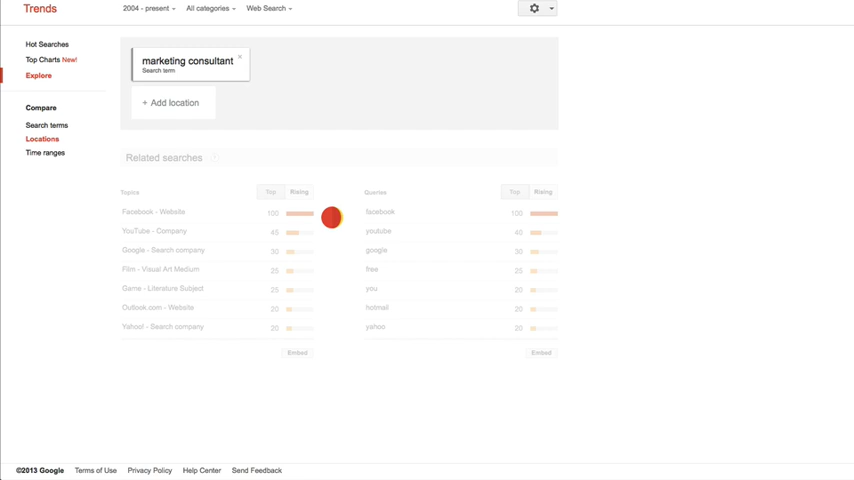 Trends
2004 - present
All categories
Web Search
Hot Searches
Top Charts New!
Explore
Compare
Search terms
Locations
Time ranges
marketing consultant
Search term
+ Add location
Related searches ?
Topics Top Rising
Facebook - Website 100
YouTube - Company 40
Google - Search company 30
Film - Visual Art Medium 25
Game - Literature Subject 25
Outlook.com - Website 20
Yahoo! - Search company 20
Embed
Queries Top Rising
facebook 100
youtube 40
google 30
free 25
you 20
hotmail 20
yahoo 20
Embed
©2013 Google Terms of Use Privacy Policy Help Center Send Feedback